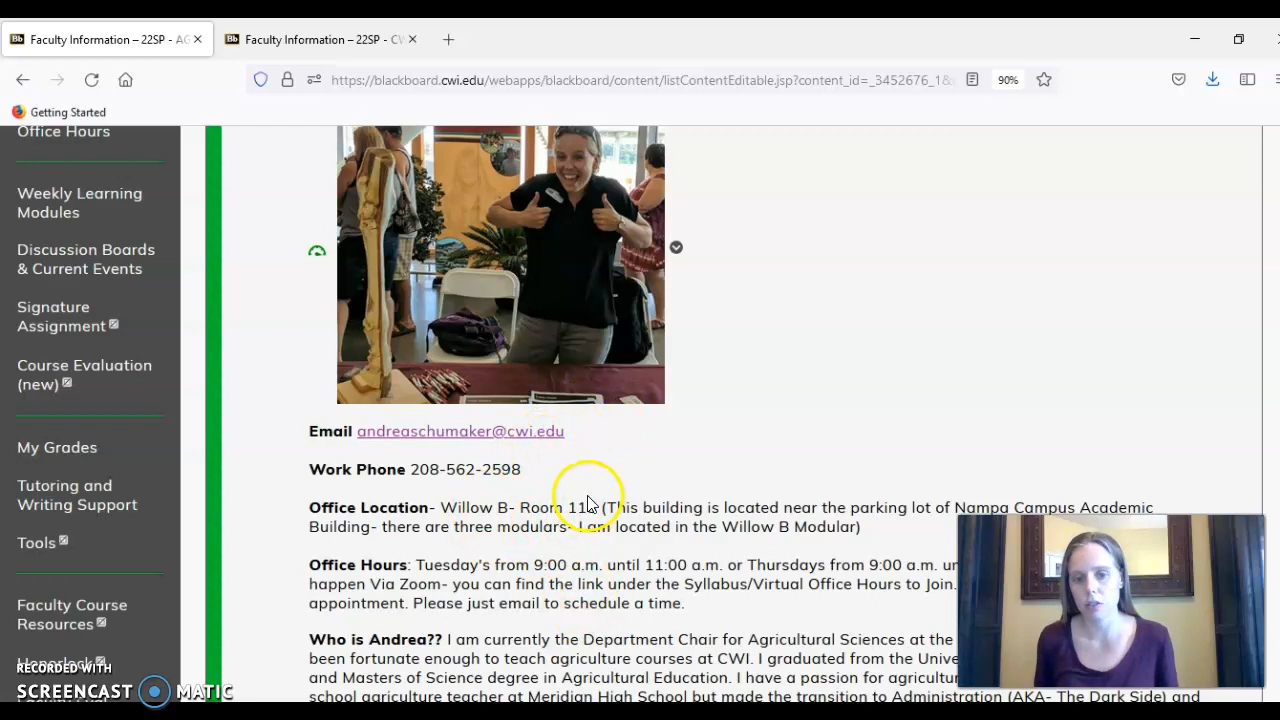 Bb Faculty Information – 22SP - AG
Bb Faculty Information – 22SP - CW
https://blackboard.cwi.edu/webapps/blackboard/content/listContentEditable.jsp?content_id=_3452676_1&
90%
Getting Started
Office Hours
Weekly Learning
Modules
Discussion Boards
& Current Events
Signature
Assignment
Course Evaluation
(new)
My Grades
Tutoring and
Writing Support
Tools
Faculty Course
Resources
Email andreaschumaker@cwi.edu
Work Phone 208-562-2598
Office Location- Willow B- Room (This building is located near the parking lot of Nampa Campus Academic
Building- there are three modulars- I am located in the Willow B Modular)
Office Hours: Tuesday's from 9:00 a.m. until 11:00 a.m. or Thursdays from 9:00 a.m.
happen Via Zoom- you can find the link under the Syllabus/Virtual Office Hours to Join.
appointment. Please just email to schedule a time.
Who is Andrea?? I am currently the Department Chair for Agricultural Sciences at the
been fortunate enough to teach agriculture courses at CWI. I graduated from the
and Masters of Science degree in Agricultural Education. I have a passion for
school agriculture teacher at Meridian High School but made the transition to Administration (AKA- The Dark Side) and
RECORDED WITH
SCREENCAST MATIC